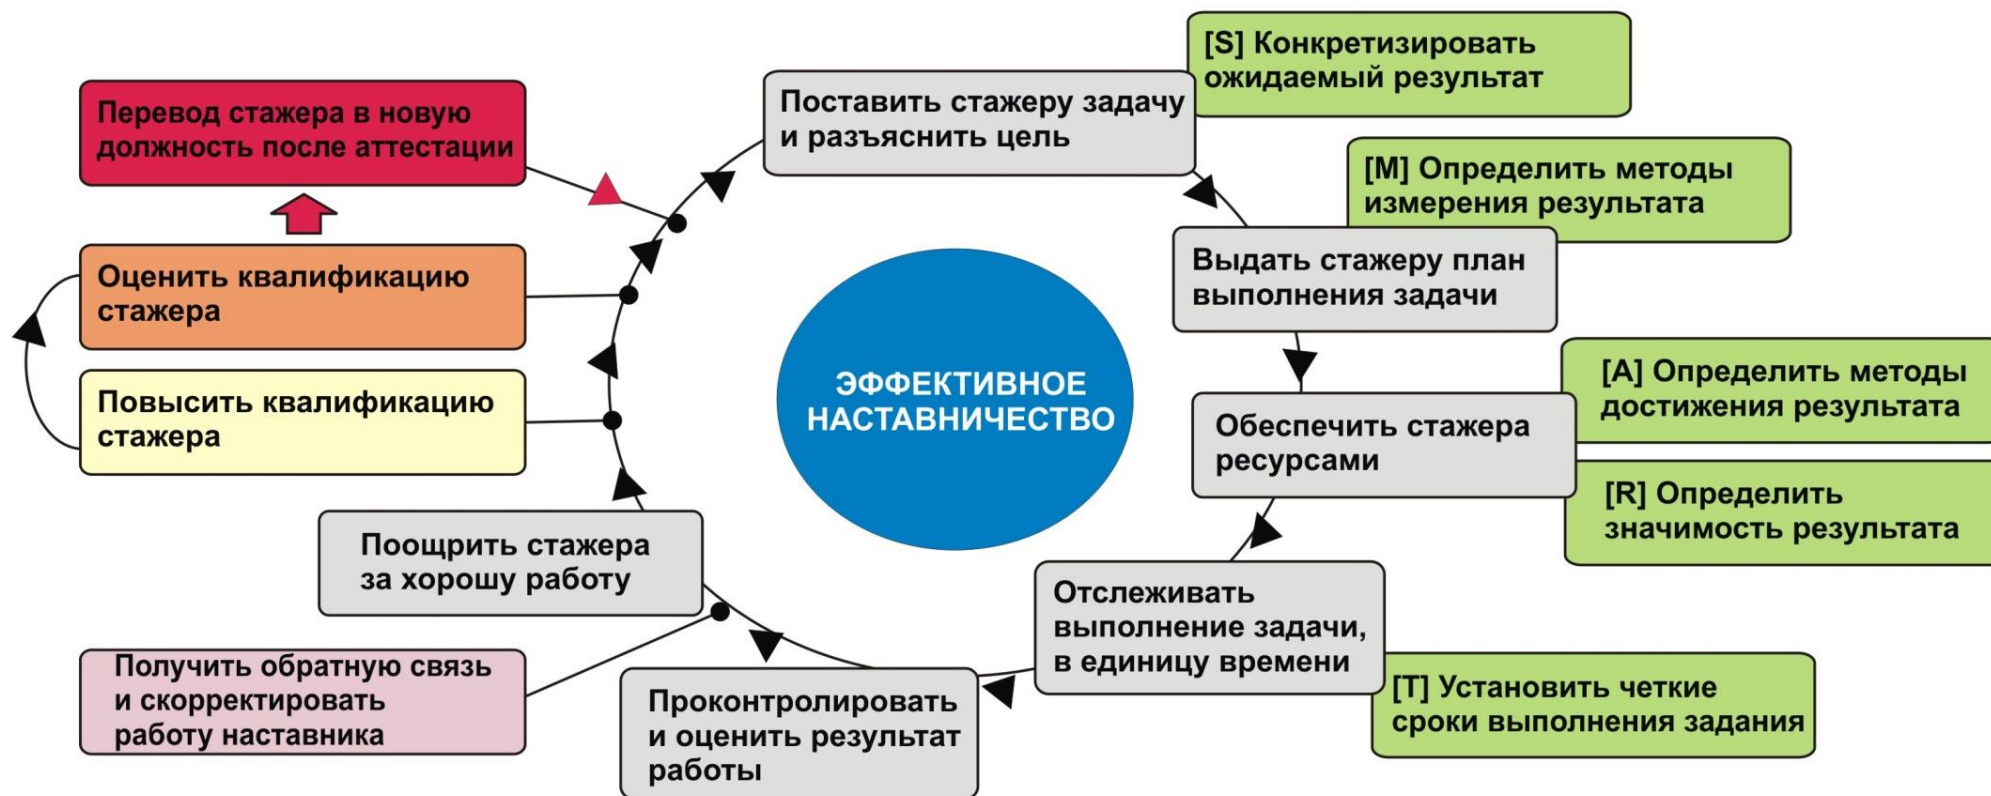 [S] Конкретизировать
ожидаемый результат
Поставить стажеру задачу
и разъяснить цель
Перевод стажера в новую
должность после аттестации
[M] Определить методы
измерения результата
Выдать стажеру план
выполнения задачи
Оценить квалификацию
стажера
ЭФФЕКТИВНОЕ
НАСТАВНИЧЕСТВО
[A] Определить методы
достижения результата
Обеспечить стажера
ресурсами
Повысить квалификацию
стажера
[R] Определить
значимость результата
Поощрить стажера
за хорошу работу
Отслеживать
выполнение задачи,
в единицу времени
Получить обратную связь
и скорректировать
работу наставника
Проконтролировать
и оценить результат
работы
[T] Установить четкие
сроки выполнения задания